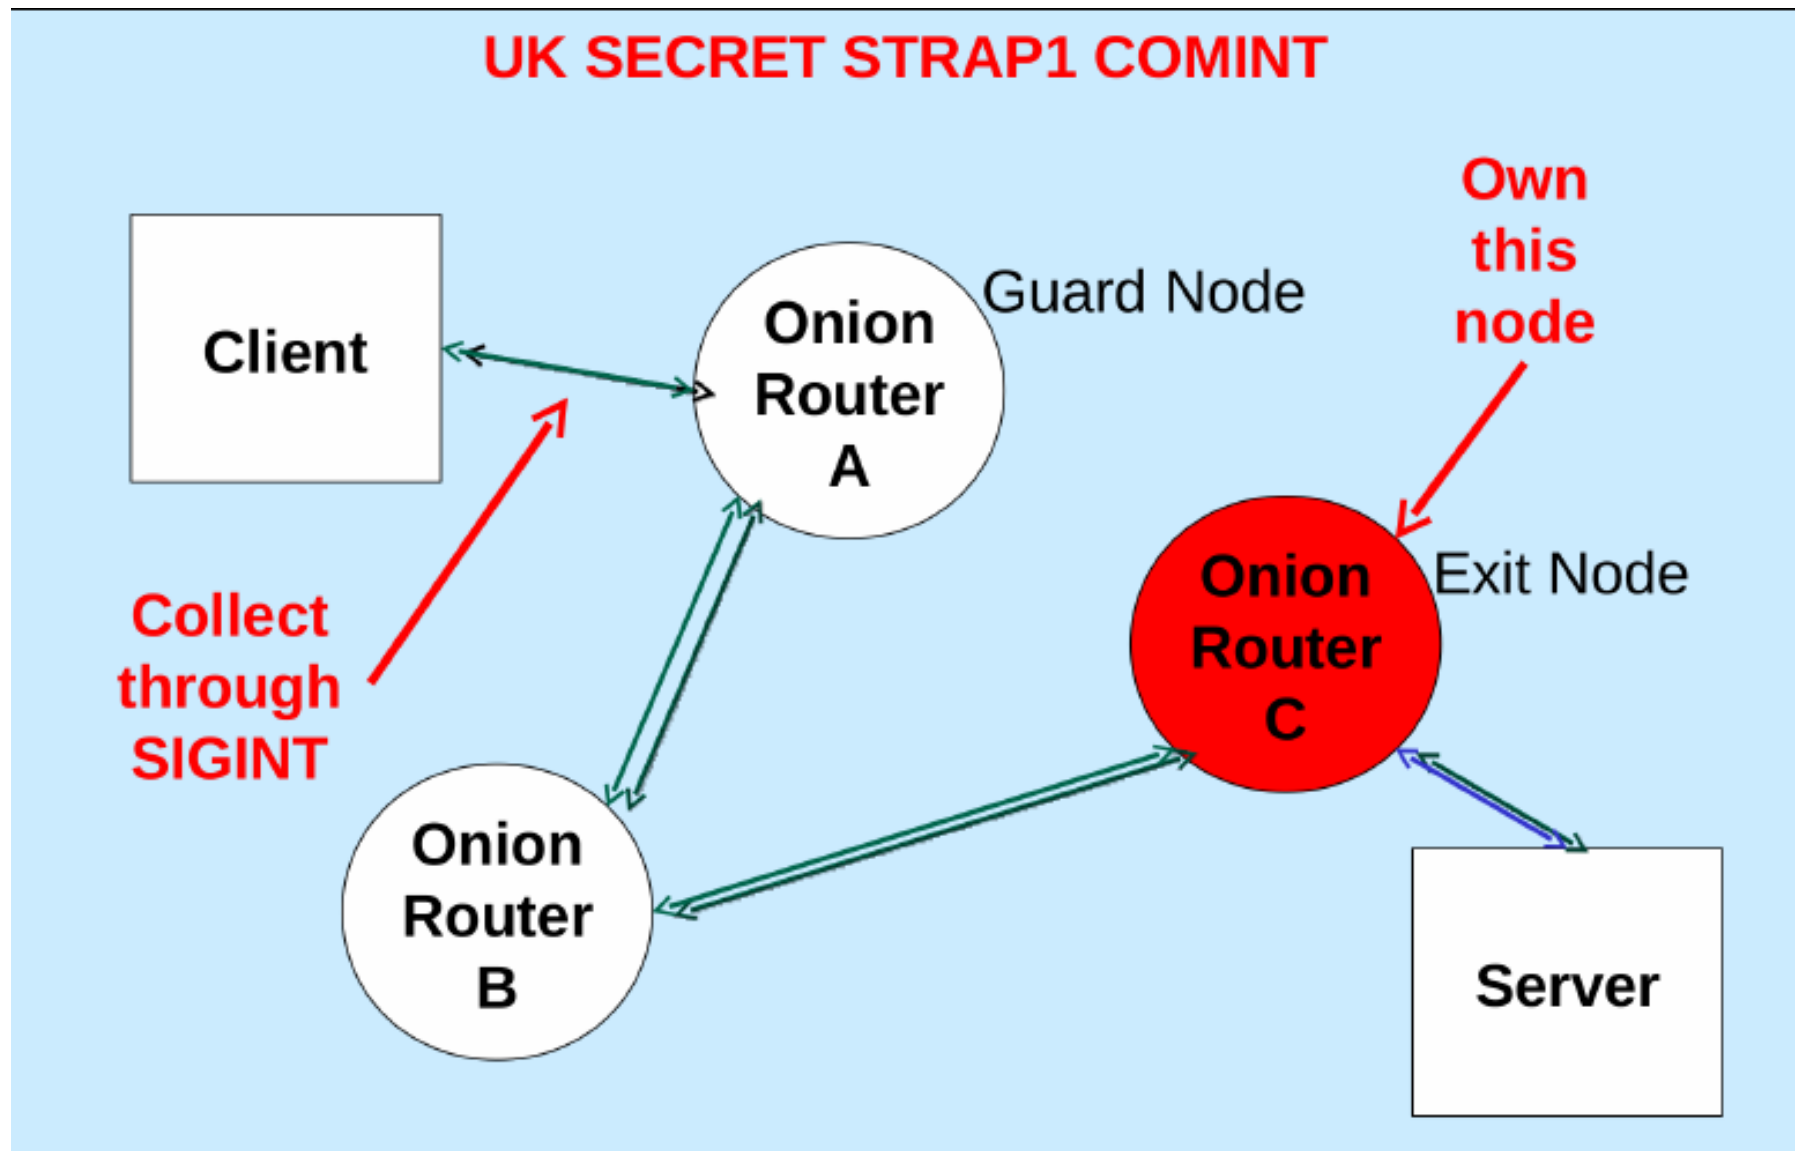 UK SECRET STRAP1 COMINT
Own
this
node
Client
Onion
Router
A
Guard Node
Collect
through
SIGINT
Onion
Router
C
Exit Node
Onion
Router
B
Server